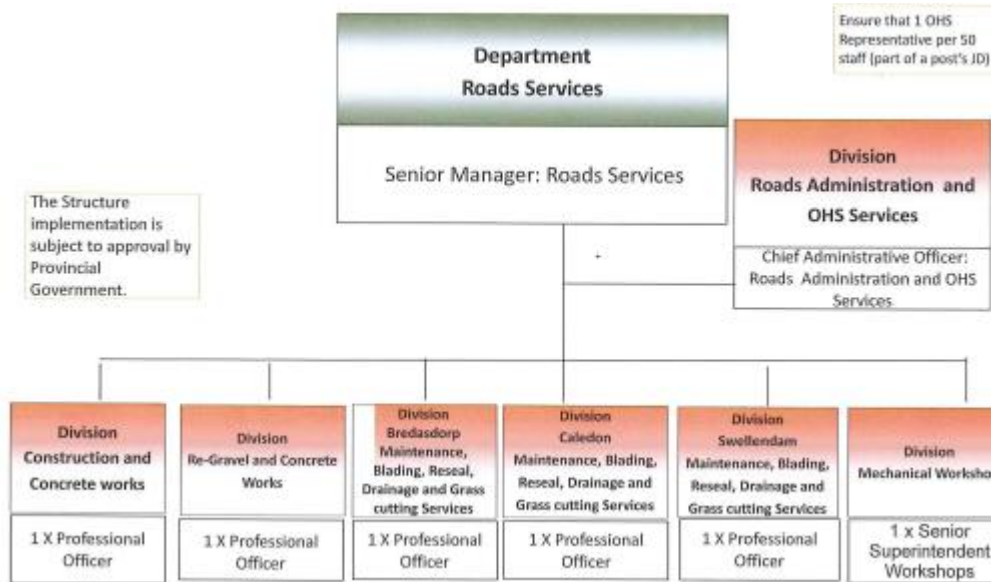 Ensure that 1 OHS
Representative per 50
staff (part of a post's JD)
Department
Roads Services
Senior Manager: Roads Services
Division
Roads Administration and
OHS Services
Chief Administrative Officer:
Roads Administration and OHS
Services
The Structure
implementation is
subject to approval by
Provincial
Government.
Division
Construction and
Concrete works
1 X Professional
Officer
Division
Re-Gravel and Concrete
Works
1 X Professional
Officer
Division
Bredasdorp
Maintenance,
Blading, Reseal,
Drainage and Grass
cutting Services
1 X Professional
Officer
Division
Caledon
Maintenance, Blading,
Reseal, Drainage and
Grass cutting Services
1 X Professional
Officer
Division
Swellendam
Maintenance, Blading,
Reseal, Drainage and
Grass cutting Services
1 X Professional
Officer
Division
Mechanical Workshop
1 x Senior
Superintendent
Workshops